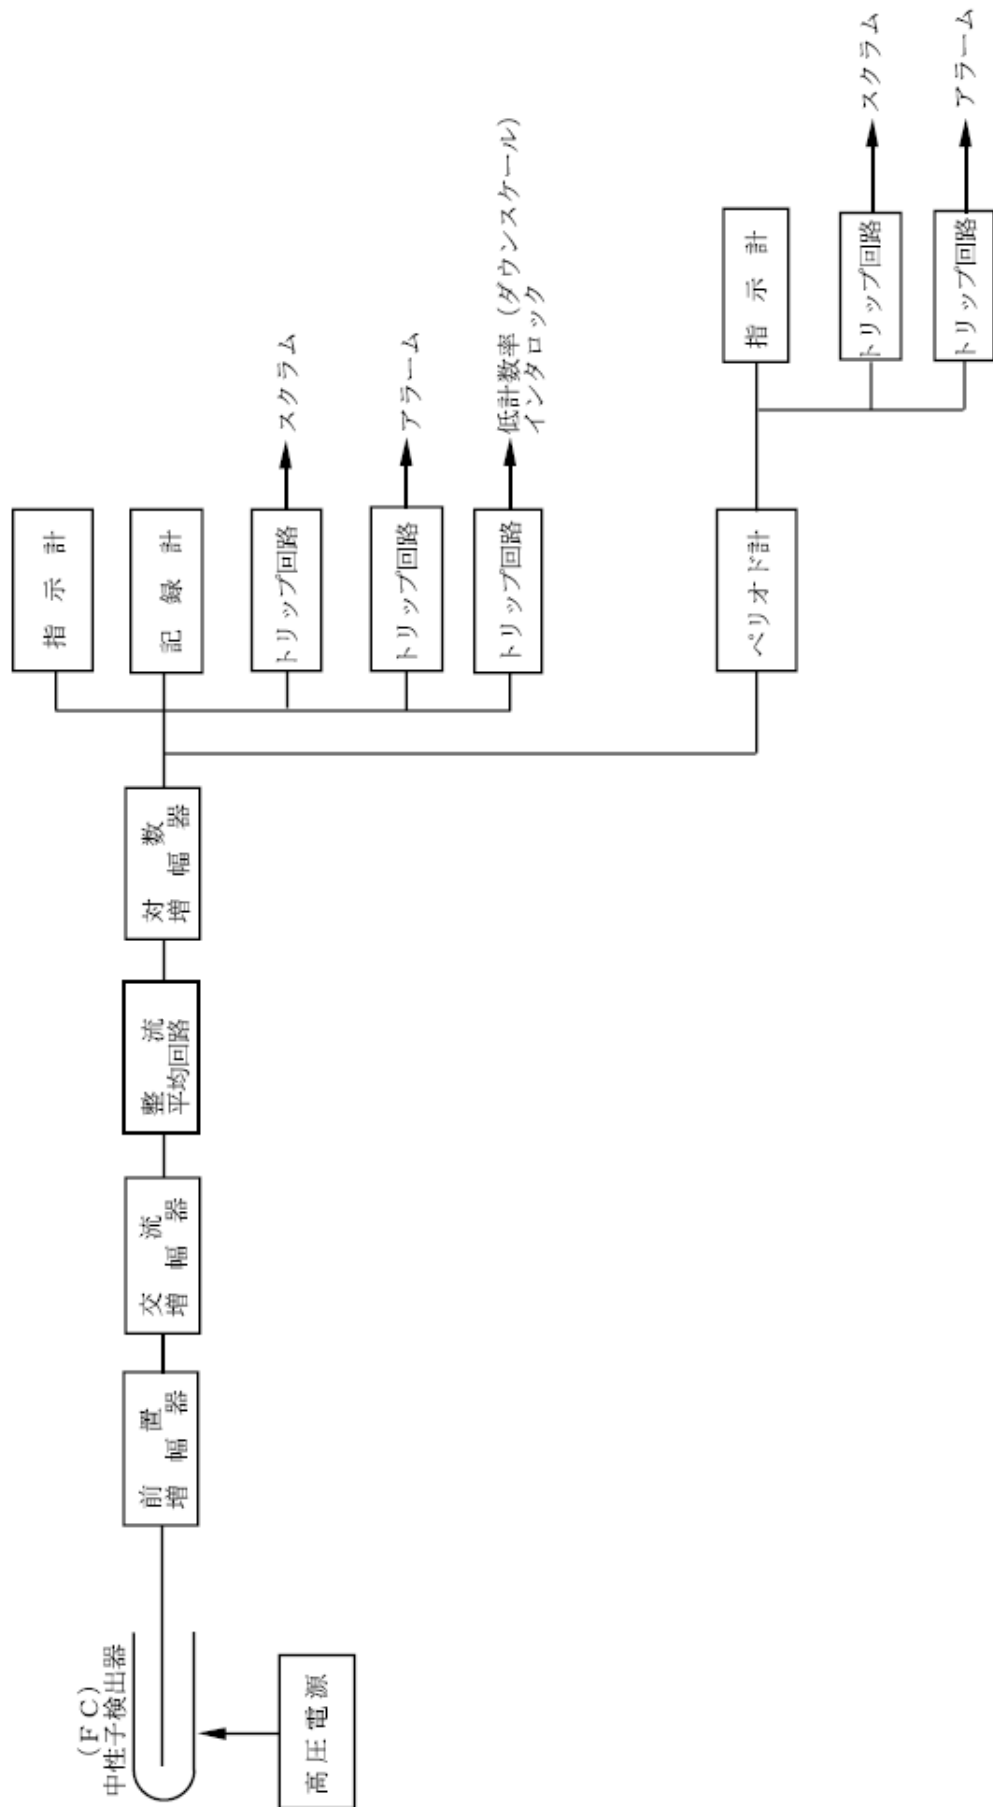 (FC)
中性子検出器
高圧電源
前置
増幅器
交流
増幅器
整流
平均回路
対数
増幅器
指示計
記録計
トリップ回路
スクラム
トリップ回路
アラーム
トリップ回路
低計数率(ダウンスケール)
インタロック
ペリオド計
指示計
トリップ回路
スクラム
トリップ回路
アラーム